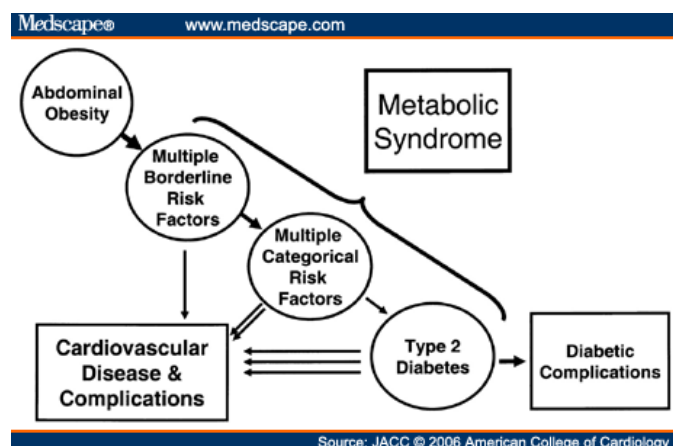 Medscape® www.medscape.com
Abdominal
Obesity
Metabolic
Syndrome
Multiple
Borderline
Risk
Factors
Multiple
Categorical
Risk
Factors
Cardiovascular
Disease &
Complications
Type 2
Diabetes
Diabetic
Complications
Source: JACC © 2006 American College of Cardiology